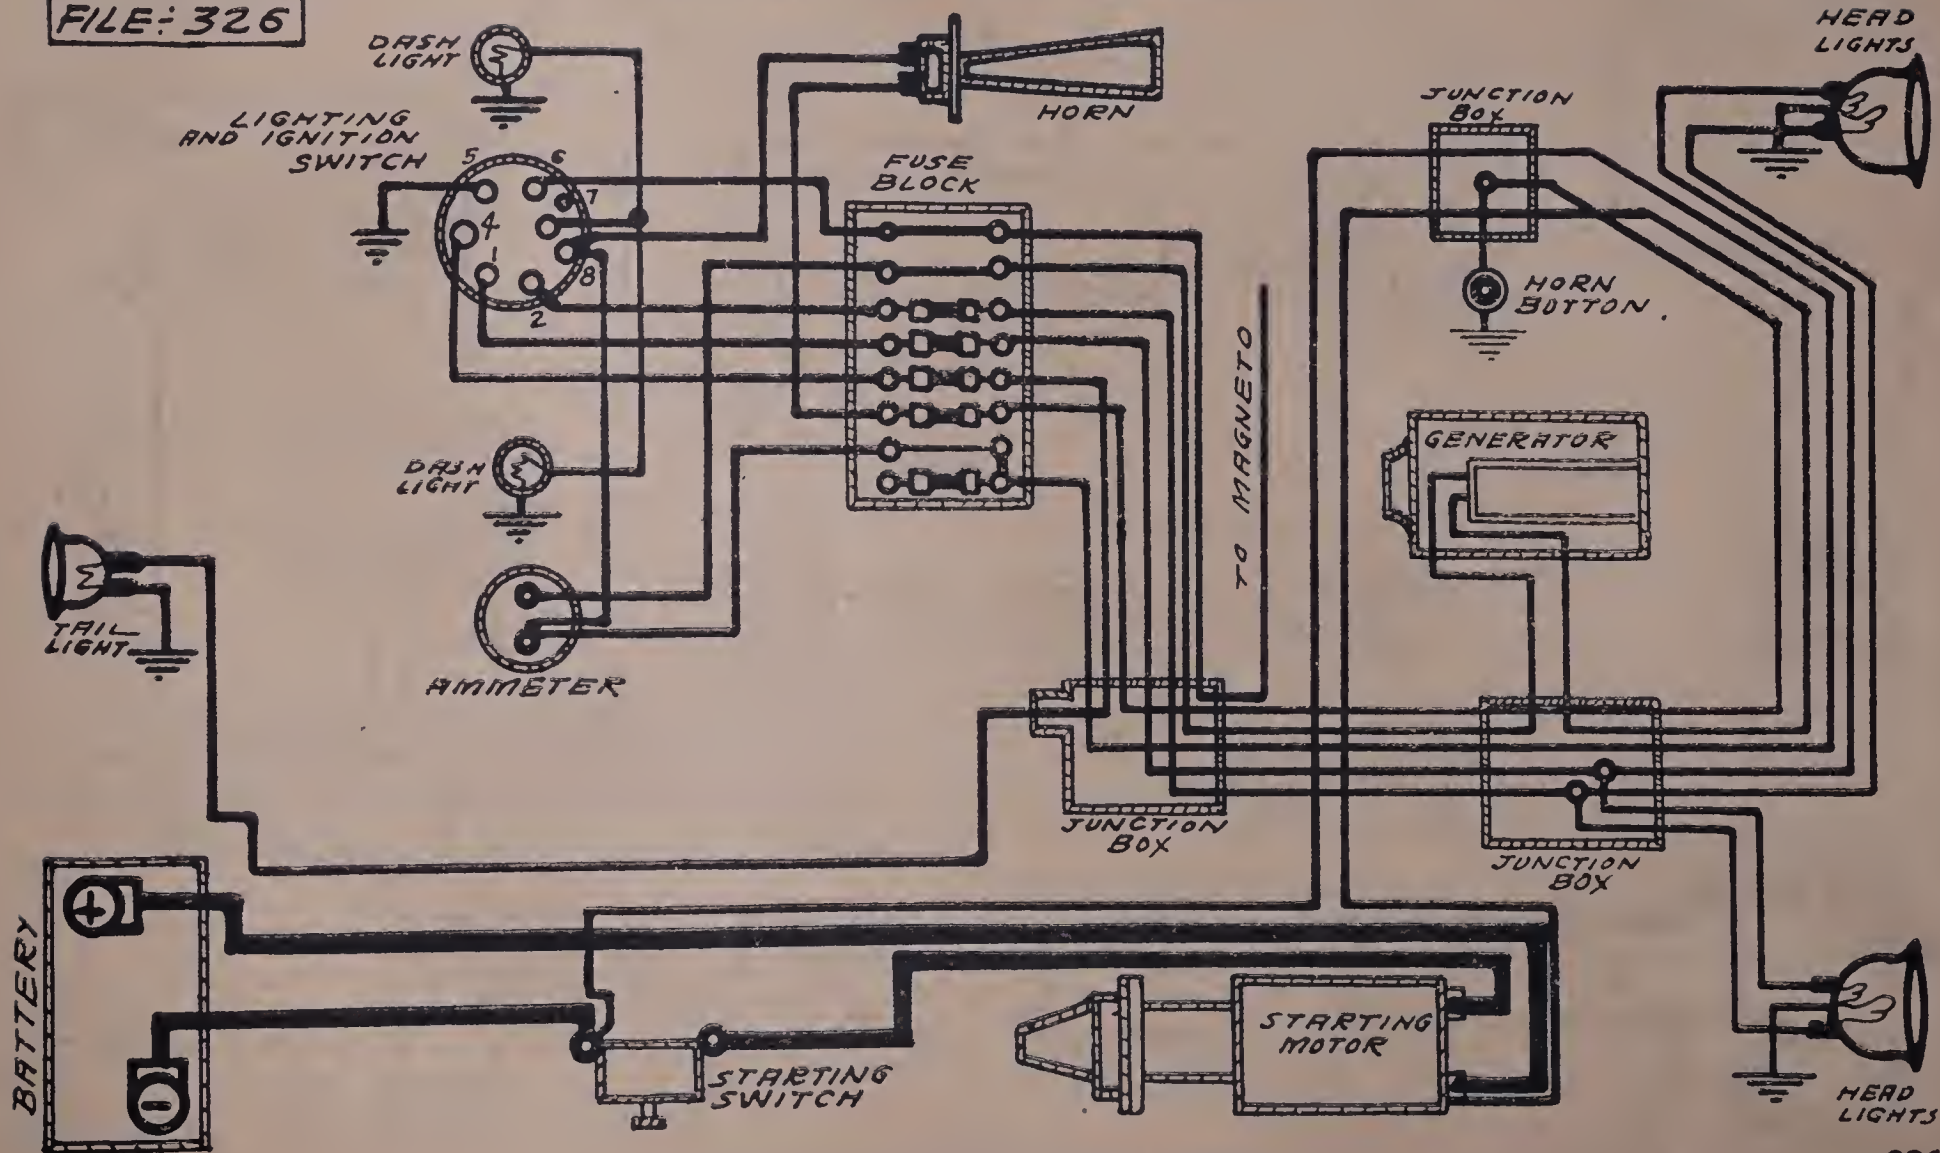 FILE÷326
DASH
LIGHT
LIGHTING
AND IGNITION
SWITCH
5
6
7
4
1
8
2
HORN
FUSE
BLOCK
JUNCTION
BOX
HEAD
LIGHTS
HORN
BUTTON
TO MAGNETO
GENERATOR
DASH
LIGHT
TAIL
LIGHT
AMMETER
JUNCTION
BOX
JUNCTION
BOX
BATTERY
+
-
STARTING
SWITCH
STARTING
MOTOR
HEAD
LIGHTS